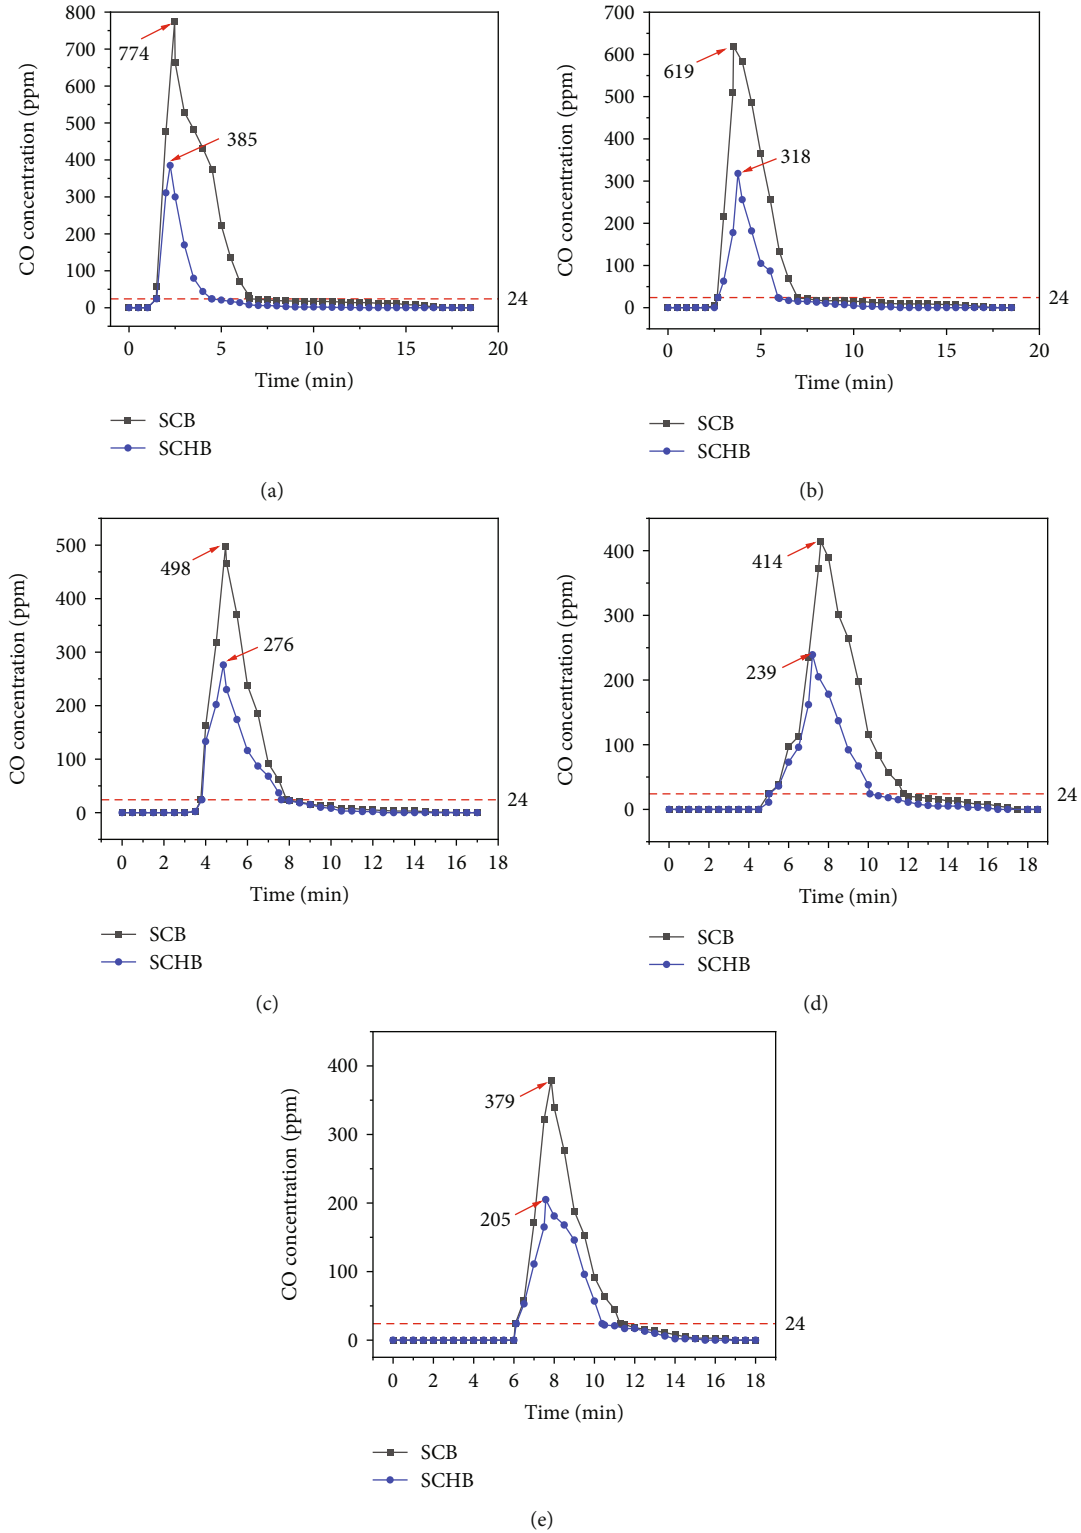 800
700
600
500
400
300
200
100
0
CO concentration (ppm)
774
385
24
0 5 10 15 20
Time (min)
SCB
SCHB
(a)
700
600
500
400
300
200
100
0
CO concentration (ppm)
619
318
24
0 5 10 15 20
Time (min)
SCB
SCHB
(b)
500
400
300
200
100
0
CO concentration (ppm)
498
276
24
0 2 4 6 8 10 12 14 16 18
Time (min)
SCB
SCHB
(c)
400
300
200
100
0
CO concentration (ppm)
414
239
24
0 2 4 6 8 10 12 14 16 18
Time (min)
SCB
SCHB
(d)
400
300
200
100
0
CO concentration (ppm)
379
205
24
0 2 4 6 8 10 12 14 16 18
Time (min)
SCB
SCHB
(e)